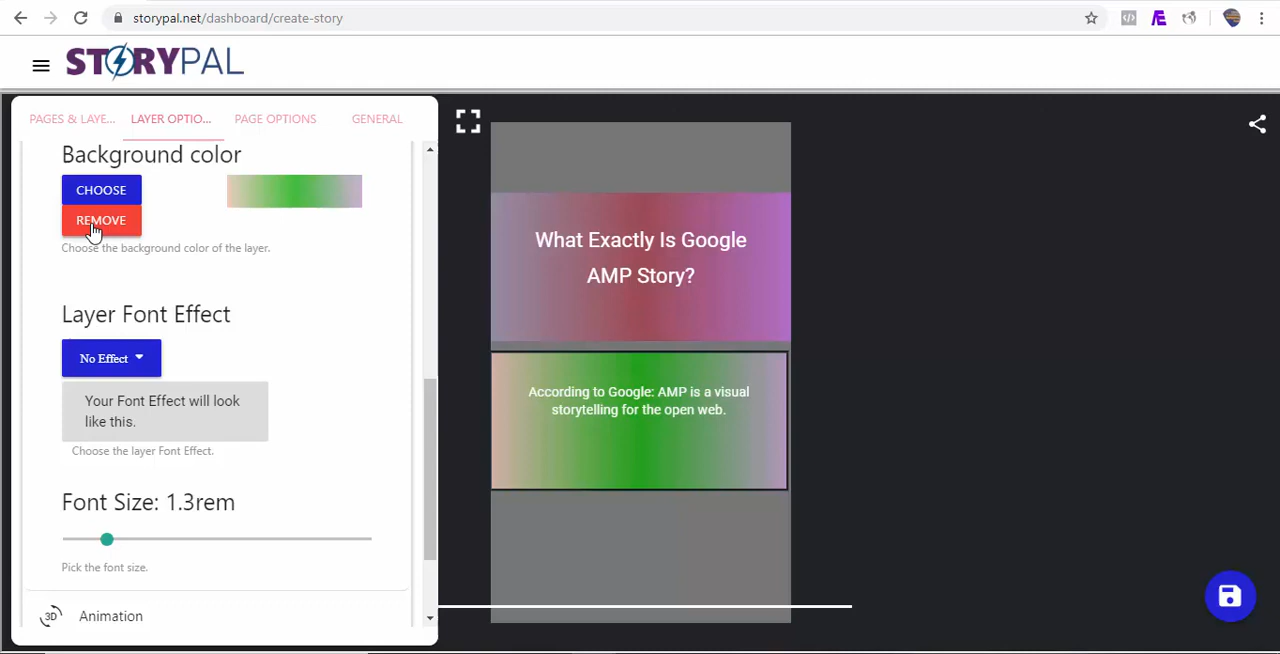 storypal.net/dashboard/create-story
STORYPAL
PAGES & LAYE... LAYER OPTIO... PAGE OPTIONS GENERAL
Background color
CHOOSE
REMOVE
Choose the background color of the layer.
Layer Font Effect
No Effect
Your Font Effect will look
like this.
Choose the layer Font Effect.
Font Size: 1.3rem
Pick the font size.
3D Animation
What Exactly Is Google
AMP Story?
According to Google: AMP is a visual
storytelling for the open web.